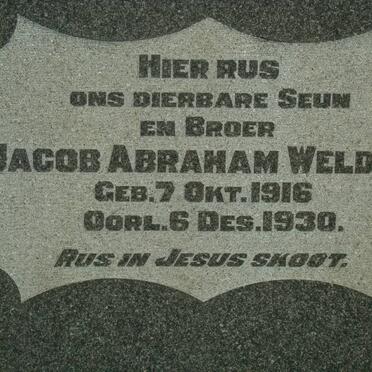 Hier rus
ons dierbare Seun
en Broer
Jacob Abraham
Geb. 7 Okt. 1916
Oorl. 6 Des. 1930.
Rus in Jesus skoot.